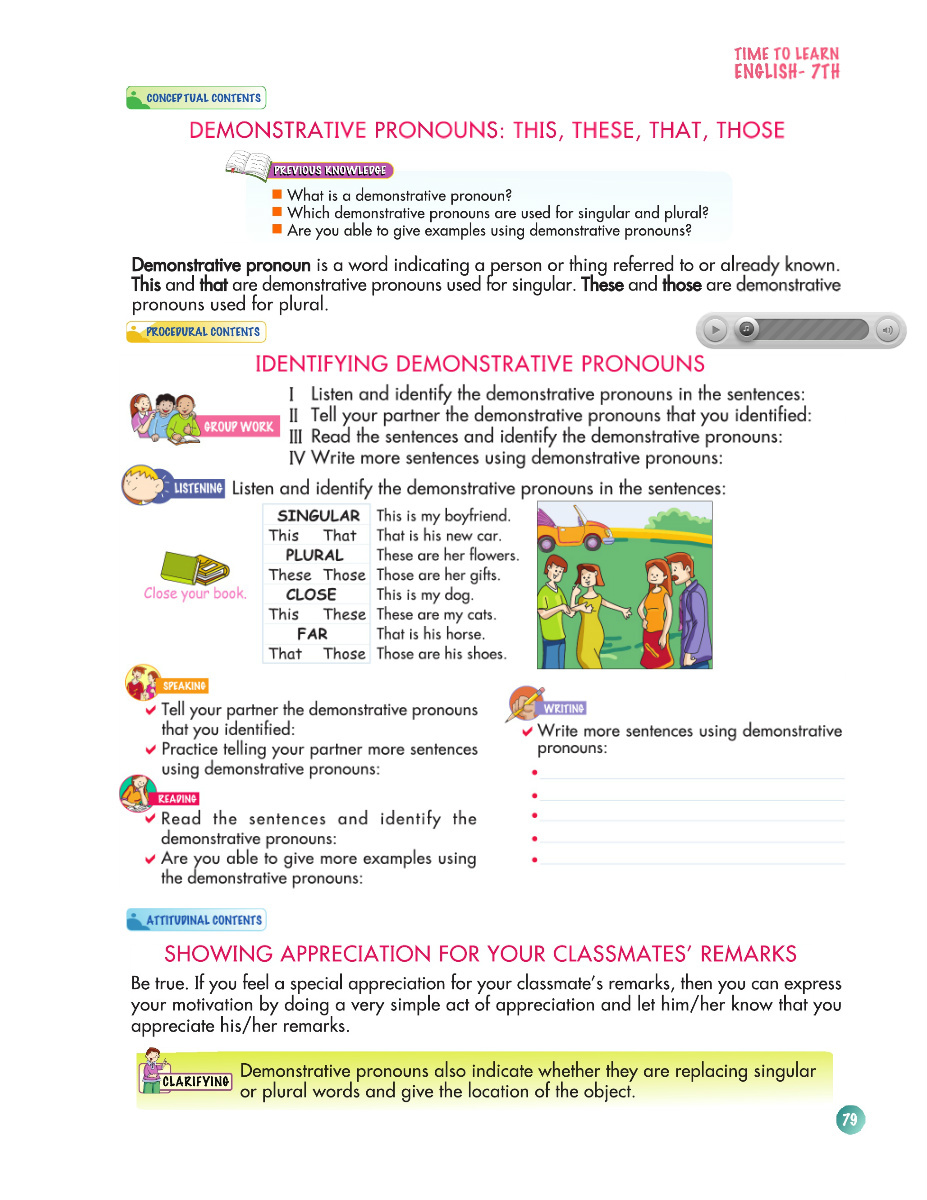 TIME TO LEARN
ENGLISH- 7TH
CONCEPTUAL CONTENTS
DEMONSTRATIVE PRONOUNS: THIS, THESE, THAT, THOSE
PREVIOUS KNOWLEDGE
What is a demonstrative pronoun?
Which demonstrative pronouns are used for singular and plural?
Are you able to give examples using demonstrative pronouns?
Demonstrative pronoun is a word indicating a person or thing referred to or already known.
This and that are demonstrative pronouns used for singular. These and those are demonstrative
pronouns used for plural.
PROCEDURAL CONTENTS
IDENTIFYING DEMONSTRATIVE PRONOUNS
GROUP WORK
I Listen and identify the demonstrative pronouns in the sentences:
II Tell your partner the demonstrative pronouns that you identified:
III Read the sentences and identify the demonstrative pronouns:
IV Write more sentences using demonstrative pronouns:
LISTENING Listen and identify the demonstrative pronouns in the sentences:
Close your book.
SINGULAR This is my boyfriend.
This That That is his new car.
PLURAL These are her flowers.
These Those Those are her gifts.
CLOSE This is my dog.
This These These are my cats.
FAR That is his horse.
That Those Those are his shoes.
SPEAKING
Tell your partner the demonstrative pronouns
that you identified:
Practice telling your partner more sentences
using demonstrative pronouns:
READING
Read the sentences and identify the
demonstrative pronouns:
Are you able to give more examples using
the demonstrative pronouns:
WRITING
Write more sentences using demonstrative
pronouns:
ATTITUDINAL CONTENTS
SHOWING APPRECIATION FOR YOUR CLASSMATES' REMARKS
Be true. If you feel a special appreciation for your classmate's remarks, then you can express
your motivation by doing a very simple act of appreciation and let him/her know that you
appreciate his/her remarks.
CLARIFYING
Demonstrative pronouns also indicate whether they are replacing singular
or plural words and give the location of the object.
79